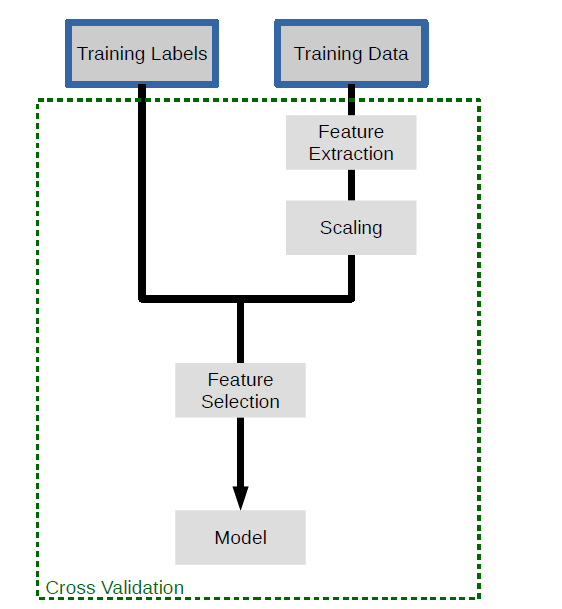 Training Labels
Training Data
Feature
Extraction
Scaling
Feature
Selection
Model
Cross Validation